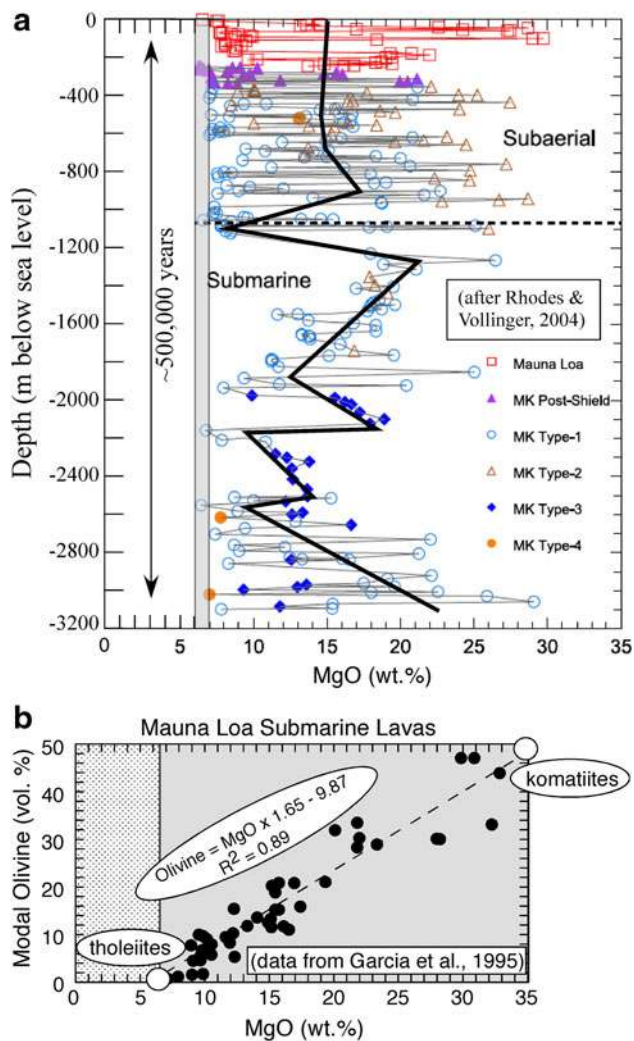 a
0
-400
-800
-1200
-1600
-2000
-2400
-2800
-3200
Depth (m below sea level)
~500,000 years
Subaerial
Submarine
(after Rhodes &
Vollinger, 2004)
Mauna Loa
MK Post-Shield
MK Type-1
MK Type-2
MK Type-3
MK Type-4
0 5 10 15 20 25 30 35
MgO (wt.%)
b
Mauna Loa Submarine Lavas
50
40
30
20
10
0
Modal Olivine (vol. %)
Olivine = MgO x 1.65 - 9.87
R² = 0.89
komatiites
tholeiites
(data from Garcia et al., 1995)
0 5 10 15 20 25 30 35
MgO (wt.%)